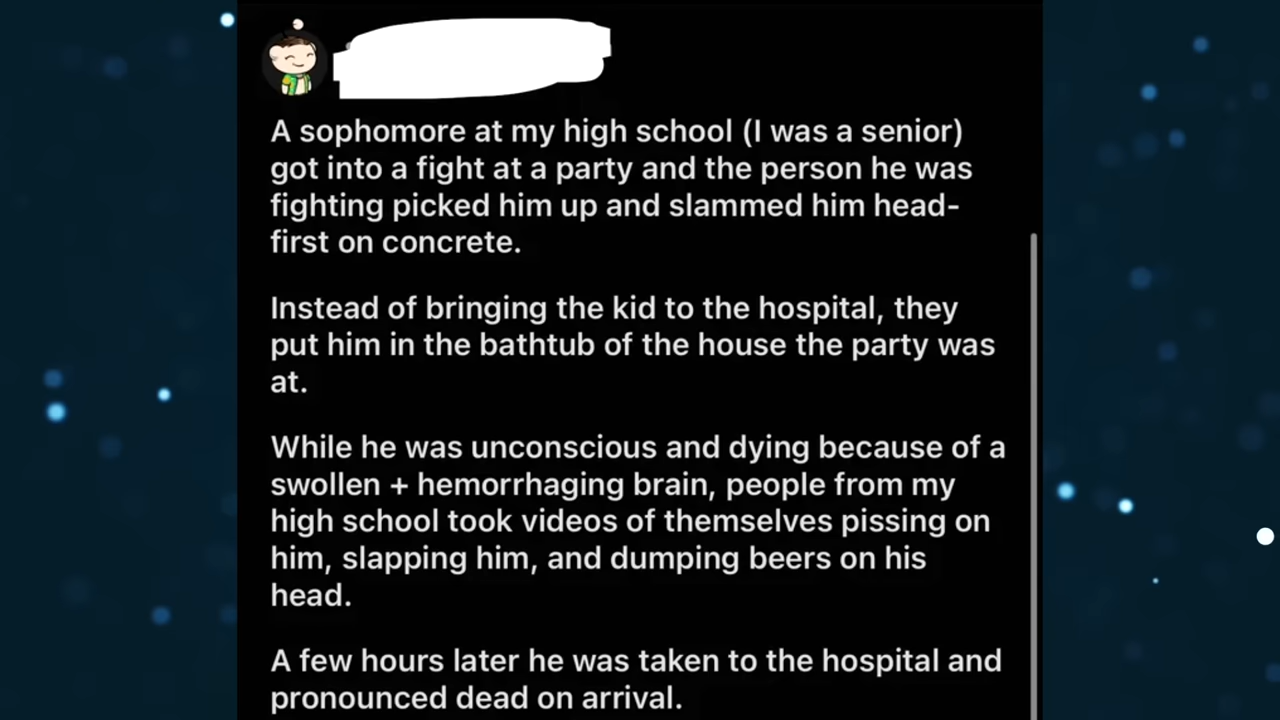 A sophomore at my high school (I was a senior)
got into a fight at a party and the person he was
fighting picked him up and slammed him head-
first on concrete.
Instead of bringing the kid to the hospital, they
put him in the bathtub of the house the party was
at.
While he was unconscious and dying because of a
swollen + hemorrhaging brain, people from my
high school took videos of themselves pissing on
him, slapping him, and dumping beers on his
head.
A few hours later he was taken to the hospital and
pronounced dead on arrival.